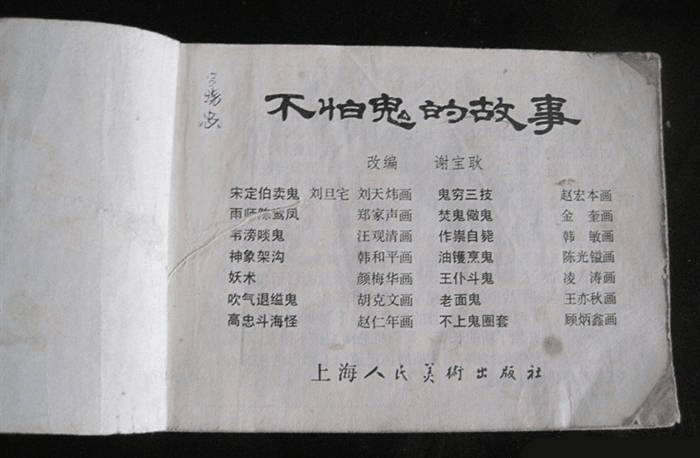 不怕鬼的故事
改编 谢宝耿
宋定伯卖鬼 刘旦宅 刘天炜画 鬼穷三技 赵宏本画
雨师陈鸾凤 郑家声画 焚鬼儆鬼 金奎画
韦滂啖鬼 汪观清画 作祟自毙 韩敏画
神象架沟 韩和平画 油镬烹鬼 陈光镒画
妖术 颜梅华画 王仆斗鬼 凌涛画
吹气退缢鬼 胡克文画 老面鬼 王亦秋画
高忠斗海怪 赵仁年画 不上鬼圈套 顾炳鑫画
上海人民美術出版社